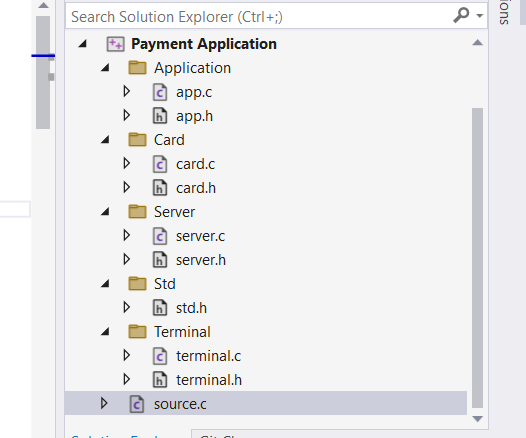 Search Solution Explorer (Ctrl+;)
Payment Application
Application
app.c
app.h
Card
card.c
card.h
Server
server.c
server.h
Std
std.h
Terminal
terminal.c
terminal.h
source.c